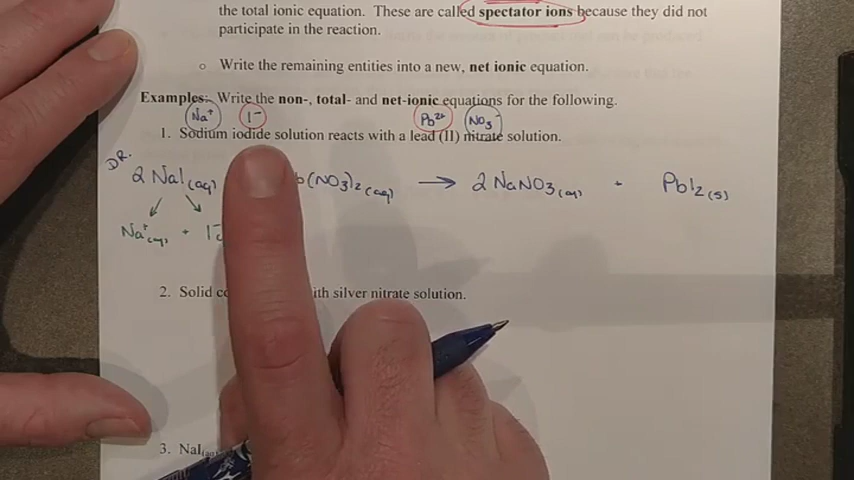 the total ionic equation. These are called spectator ions because they did not
participate in the reaction.
o Write the remaining entities into a new, net ionic equation.
Examples: Write the non-, total- and net-ionic equations for the following.
Na⁺ I⁻ Pb²⁺ NO₃⁻
1. Sodium iodide solution reacts with a lead (II) nitrate solution.
D.R.
2 NaI(aq) (NO₃)₂(aq) → 2 NaNO₃(aq) + PbI₂(s)
Na⁺(aq) + I⁻
2. Solid with silver nitrate solution.
3. NaI(aq)